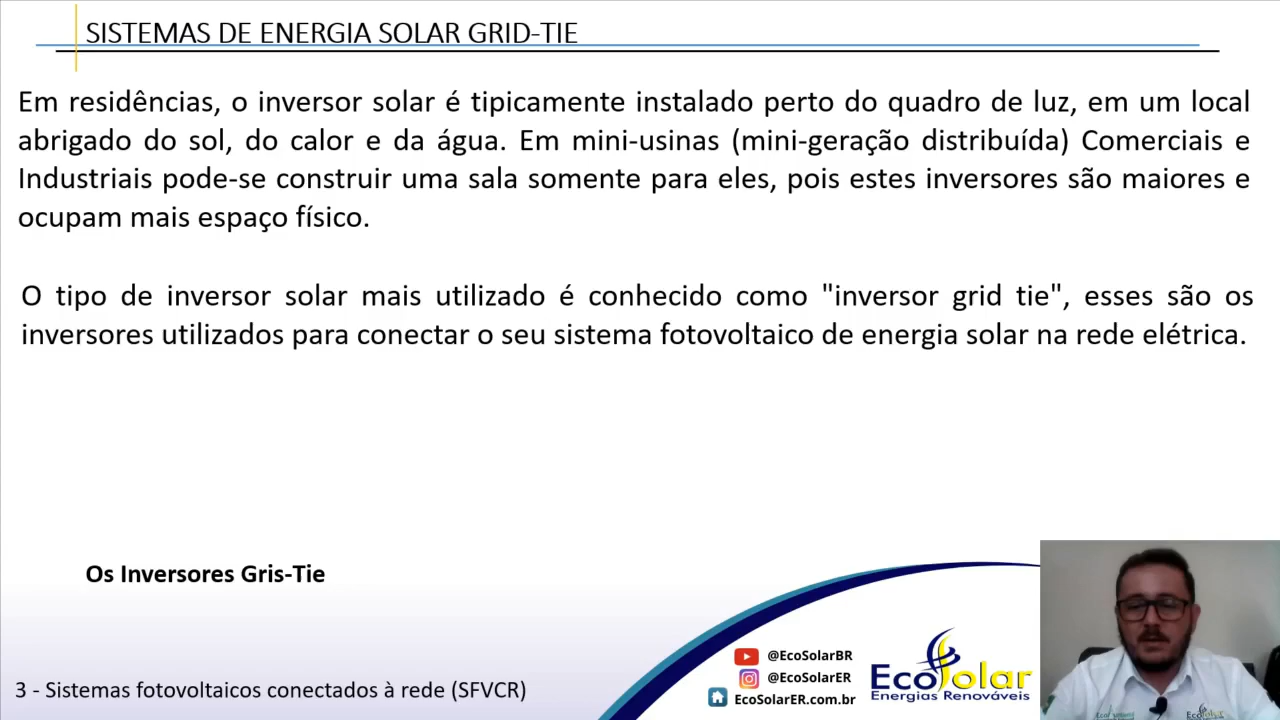 SISTEMAS DE ENERGIA SOLAR GRID-TIE
Em residências, o inversor solar é tipicamente instalado perto do quadro de luz, em um local
abrigado do sol, do calor e da água. Em mini-usinas (mini-geração distribuída) Comerciais e
Industriais pode-se construir uma sala somente para eles, pois estes inversores são maiores e
ocupam mais espaço físico.
O tipo de inversor solar mais utilizado é conhecido como "inversor grid tie", esses são os
inversores utilizados para conectar o seu sistema fotovoltaico de energia solar na rede elétrica.
Os Inversores Gris-Tie
3 - Sistemas fotovoltaicos conectados à rede (SFVCR)
@EcoSolarBR
@EcoSolarER
EcoSolarER.com.br
EcoSolar
Energias Renováveis